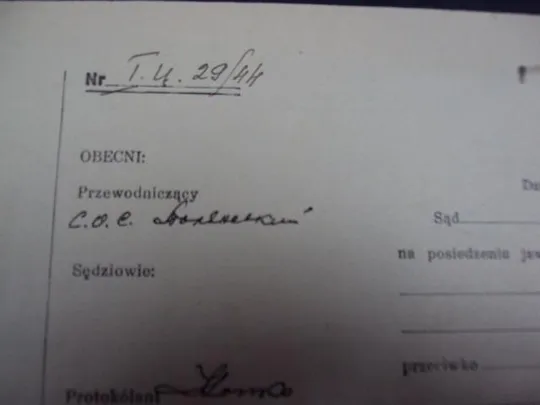 Nr I. Ц. 29/44
OBECNI:
Przewodniczący
С.О.С.
Sąd
Sędziowie:
na posiedzeniu
przeciwko
Protokólant